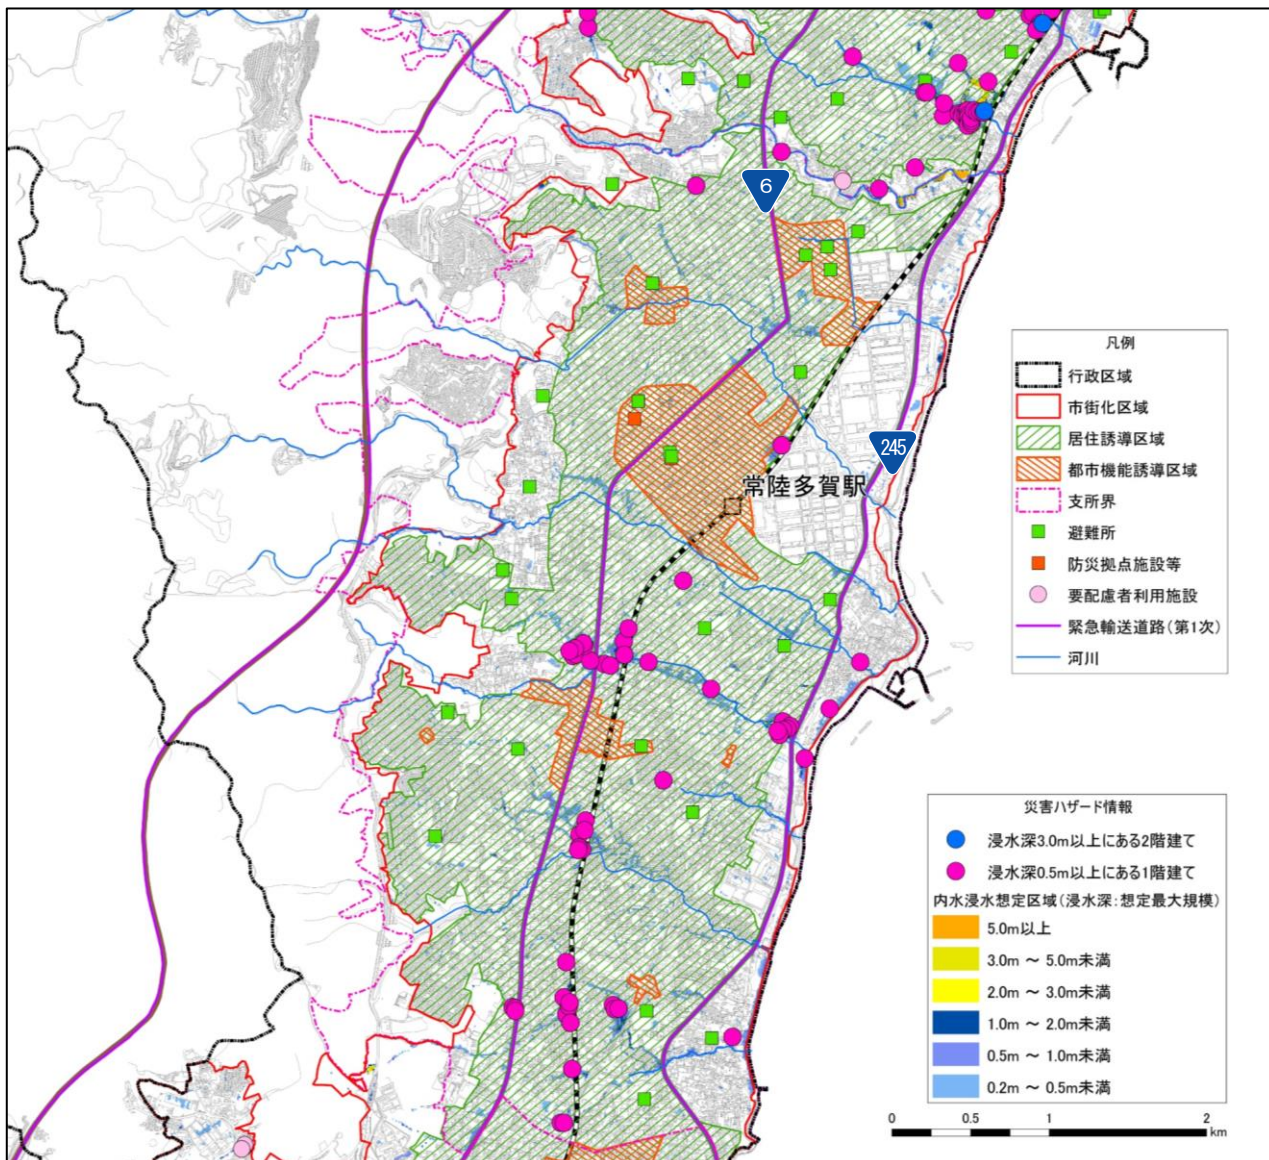 6
245
常陸多賀駅
凡例
行政区域
市街化区域
居住誘導区域
都市機能誘導区域
支所界
避難所
防災拠点施設等
要配慮者利用施設
緊急輸送道路(第1次)
河川
災害ハザード情報
浸水深3.0m以上にある2階建て
浸水深0.5m以上にある1階建て
内水浸水想定区域(浸水深:想定最大規模)
5.0m以上
3.0m ～ 5.0m未満
2.0m ～ 3.0m未満
1.0m ～ 2.0m未満
0.5m ～ 1.0m未満
0.2m ～ 0.5m未満
0 0.5 1 2
km